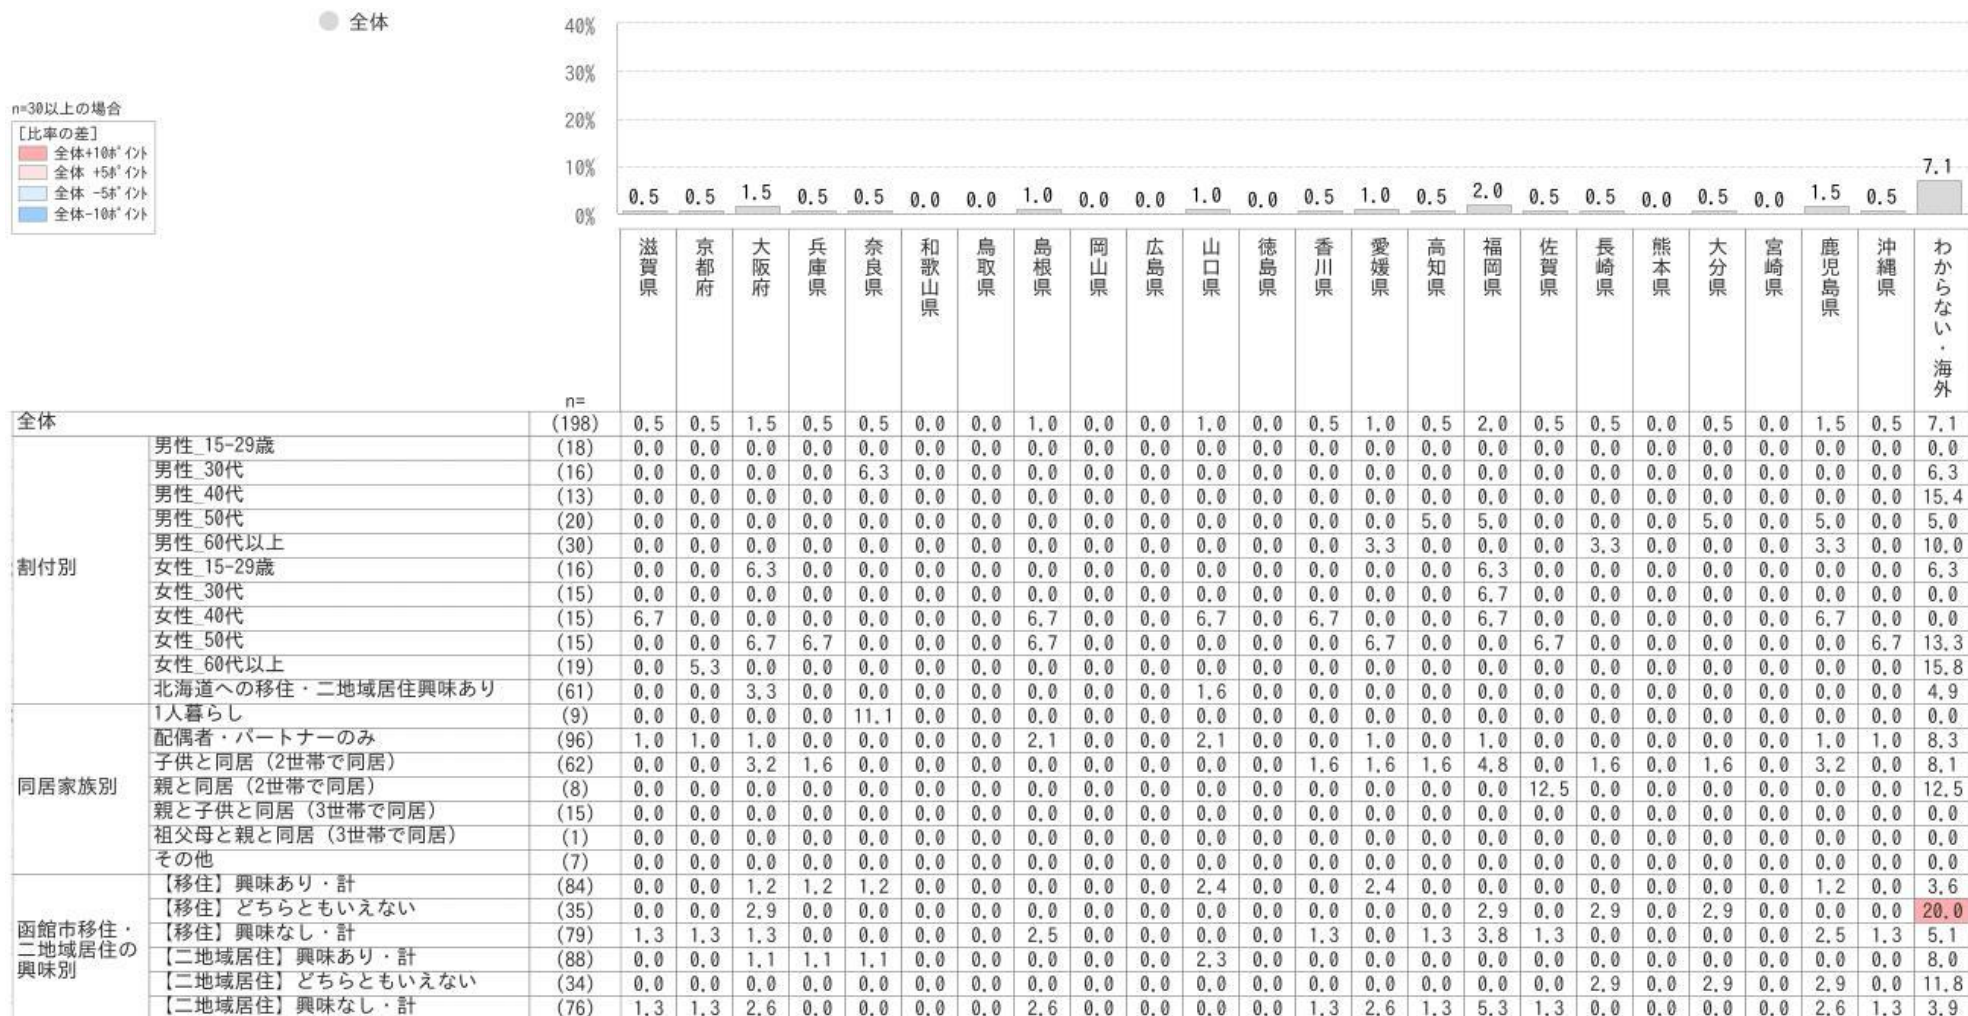 全体
40%
30%
20%
10%
0%
n=30以上の場合
[比率の差]
全体+10ﾎﾟｲﾝﾄ
全体 +5ﾎﾟｲﾝﾄ
全体 -5ﾎﾟｲﾝﾄ
全体-10ﾎﾟｲﾝﾄ
0.5 0.5 1.5 0.5 0.5 0.0 0.0 1.0 0.0 0.0 1.0 0.0 0.5 1.0 0.5 2.0 0.5 0.5 0.0 0.5 0.0 1.5 0.5 7.1
滋賀県 京都府 大阪府 兵庫県 奈良県 和歌山県 鳥取県 島根県 岡山県 広島県 山口県 徳島県 香川県 愛媛県 高知県 福岡県 佐賀県 長崎県 熊本県 大分県 宮崎県 鹿児島県 沖縄県 わからない・海外
n=
全体 (198) 0.5 0.5 1.5 0.5 0.5 0.0 0.0 1.0 0.0 0.0 1.0 0.0 0.5 1.0 0.5 2.0 0.5 0.5 0.0 0.5 0.0 1.5 0.5 7.1
割付別
男性_15-29歳 (18) 0.0 0.0 0.0 0.0 0.0 0.0 0.0 0.0 0.0 0.0 0.0 0.0 0.0 0.0 0.0 0.0 0.0 0.0 0.0 0.0 0.0 0.0 0.0 0.0
男性_30代 (16) 0.0 0.0 0.0 0.0 6.3 0.0 0.0 0.0 0.0 0.0 0.0 0.0 0.0 0.0 0.0 0.0 0.0 0.0 0.0 0.0 0.0 0.0 0.0 6.3
男性_40代 (13) 0.0 0.0 0.0 0.0 0.0 0.0 0.0 0.0 0.0 0.0 0.0 0.0 0.0 0.0 0.0 0.0 0.0 0.0 0.0 0.0 0.0 0.0 0.0 15.4
男性_50代 (20) 0.0 0.0 0.0 0.0 0.0 0.0 0.0 0.0 0.0 0.0 0.0 0.0 0.0 0.0 5.0 5.0 0.0 0.0 0.0 5.0 0.0 5.0 0.0 5.0
男性_60代以上 (30) 0.0 0.0 0.0 0.0 0.0 0.0 0.0 0.0 0.0 0.0 0.0 0.0 0.0 3.3 0.0 0.0 0.0 3.3 0.0 0.0 0.0 3.3 0.0 10.0
女性_15-29歳 (16) 0.0 0.0 6.3 0.0 0.0 0.0 0.0 0.0 0.0 0.0 0.0 0.0 0.0 0.0 0.0 6.3 0.0 0.0 0.0 0.0 0.0 0.0 0.0 6.3
女性_30代 (15) 0.0 0.0 0.0 0.0 0.0 0.0 0.0 0.0 0.0 0.0 0.0 0.0 0.0 0.0 0.0 6.7 0.0 0.0 0.0 0.0 0.0 0.0 0.0 0.0
女性_40代 (15) 6.7 0.0 0.0 0.0 0.0 0.0 0.0 6.7 0.0 0.0 6.7 0.0 6.7 0.0 0.0 6.7 0.0 0.0 0.0 0.0 0.0 6.7 0.0 0.0
女性_50代 (15) 0.0 0.0 6.7 6.7 0.0 0.0 0.0 6.7 0.0 0.0 0.0 0.0 0.0 6.7 0.0 0.0 6.7 0.0 0.0 0.0 0.0 0.0 6.7 13.3
女性_60代以上 (19) 0.0 5.3 0.0 0.0 0.0 0.0 0.0 0.0 0.0 0.0 0.0 0.0 0.0 0.0 0.0 0.0 0.0 0.0 0.0 0.0 0.0 0.0 0.0 15.8
北海道への移住・二地域居住興味あり (61) 0.0 0.0 3.3 0.0 0.0 0.0 0.0 0.0 0.0 0.0 1.6 0.0 0.0 0.0 0.0 0.0 0.0 0.0 0.0 0.0 0.0 0.0 0.0 4.9
同居家族別
1人暮らし (9) 0.0 0.0 0.0 0.0 11.1 0.0 0.0 0.0 0.0 0.0 0.0 0.0 0.0 0.0 0.0 0.0 0.0 0.0 0.0 0.0 0.0 0.0 0.0 0.0
配偶者・パートナーのみ (96) 1.0 1.0 1.0 0.0 0.0 0.0 0.0 2.1 0.0 0.0 2.1 0.0 0.0 1.0 0.0 1.0 0.0 0.0 0.0 0.0 0.0 1.0 1.0 8.3
子供と同居（2世帯で同居） (62) 0.0 0.0 3.2 1.6 0.0 0.0 0.0 0.0 0.0 0.0 0.0 0.0 1.6 1.6 1.6 4.8 0.0 1.6 0.0 1.6 0.0 3.2 0.0 8.1
親と同居（2世帯で同居） (8) 0.0 0.0 0.0 0.0 0.0 0.0 0.0 0.0 0.0 0.0 0.0 0.0 0.0 0.0 0.0 0.0 12.5 0.0 0.0 0.0 0.0 0.0 0.0 12.5
親と子供と同居（3世帯で同居） (15) 0.0 0.0 0.0 0.0 0.0 0.0 0.0 0.0 0.0 0.0 0.0 0.0 0.0 0.0 0.0 0.0 0.0 0.0 0.0 0.0 0.0 0.0 0.0 0.0
祖父母と親と同居（3世帯で同居） (1) 0.0 0.0 0.0 0.0 0.0 0.0 0.0 0.0 0.0 0.0 0.0 0.0 0.0 0.0 0.0 0.0 0.0 0.0 0.0 0.0 0.0 0.0 0.0 0.0
その他 (7) 0.0 0.0 0.0 0.0 0.0 0.0 0.0 0.0 0.0 0.0 0.0 0.0 0.0 0.0 0.0 0.0 0.0 0.0 0.0 0.0 0.0 0.0 0.0 0.0
函館市移住・
二地域居住の
興味別
【移住】興味あり・計 (84) 0.0 0.0 1.2 1.2 1.2 0.0 0.0 0.0 0.0 0.0 2.4 0.0 0.0 2.4 0.0 0.0 0.0 0.0 0.0 0.0 0.0 1.2 0.0 3.6
【移住】どちらともいえない (35) 0.0 0.0 2.9 0.0 0.0 0.0 0.0 0.0 0.0 0.0 0.0 0.0 0.0 0.0 0.0 2.9 0.0 2.9 0.0 2.9 0.0 0.0 0.0 20.0
【移住】興味なし・計 (79) 1.3 1.3 1.3 0.0 0.0 0.0 0.0 2.5 0.0 0.0 0.0 0.0 1.3 0.0 1.3 3.8 1.3 0.0 0.0 0.0 0.0 2.5 1.3 5.1
【二地域居住】興味あり・計 (88) 0.0 0.0 1.1 1.1 1.1 0.0 0.0 0.0 0.0 0.0 2.3 0.0 0.0 0.0 0.0 0.0 0.0 0.0 0.0 0.0 0.0 0.0 0.0 8.0
【二地域居住】どちらともいえない (34) 0.0 0.0 0.0 0.0 0.0 0.0 0.0 0.0 0.0 0.0 0.0 0.0 0.0 0.0 0.0 0.0 0.0 2.9 0.0 2.9 0.0 2.9 0.0 11.8
【二地域居住】興味なし・計 (76) 1.3 1.3 2.6 0.0 0.0 0.0 0.0 2.6 0.0 0.0 0.0 0.0 1.3 2.6 1.3 5.3 1.3 0.0 0.0 0.0 0.0 2.6 1.3 3.9